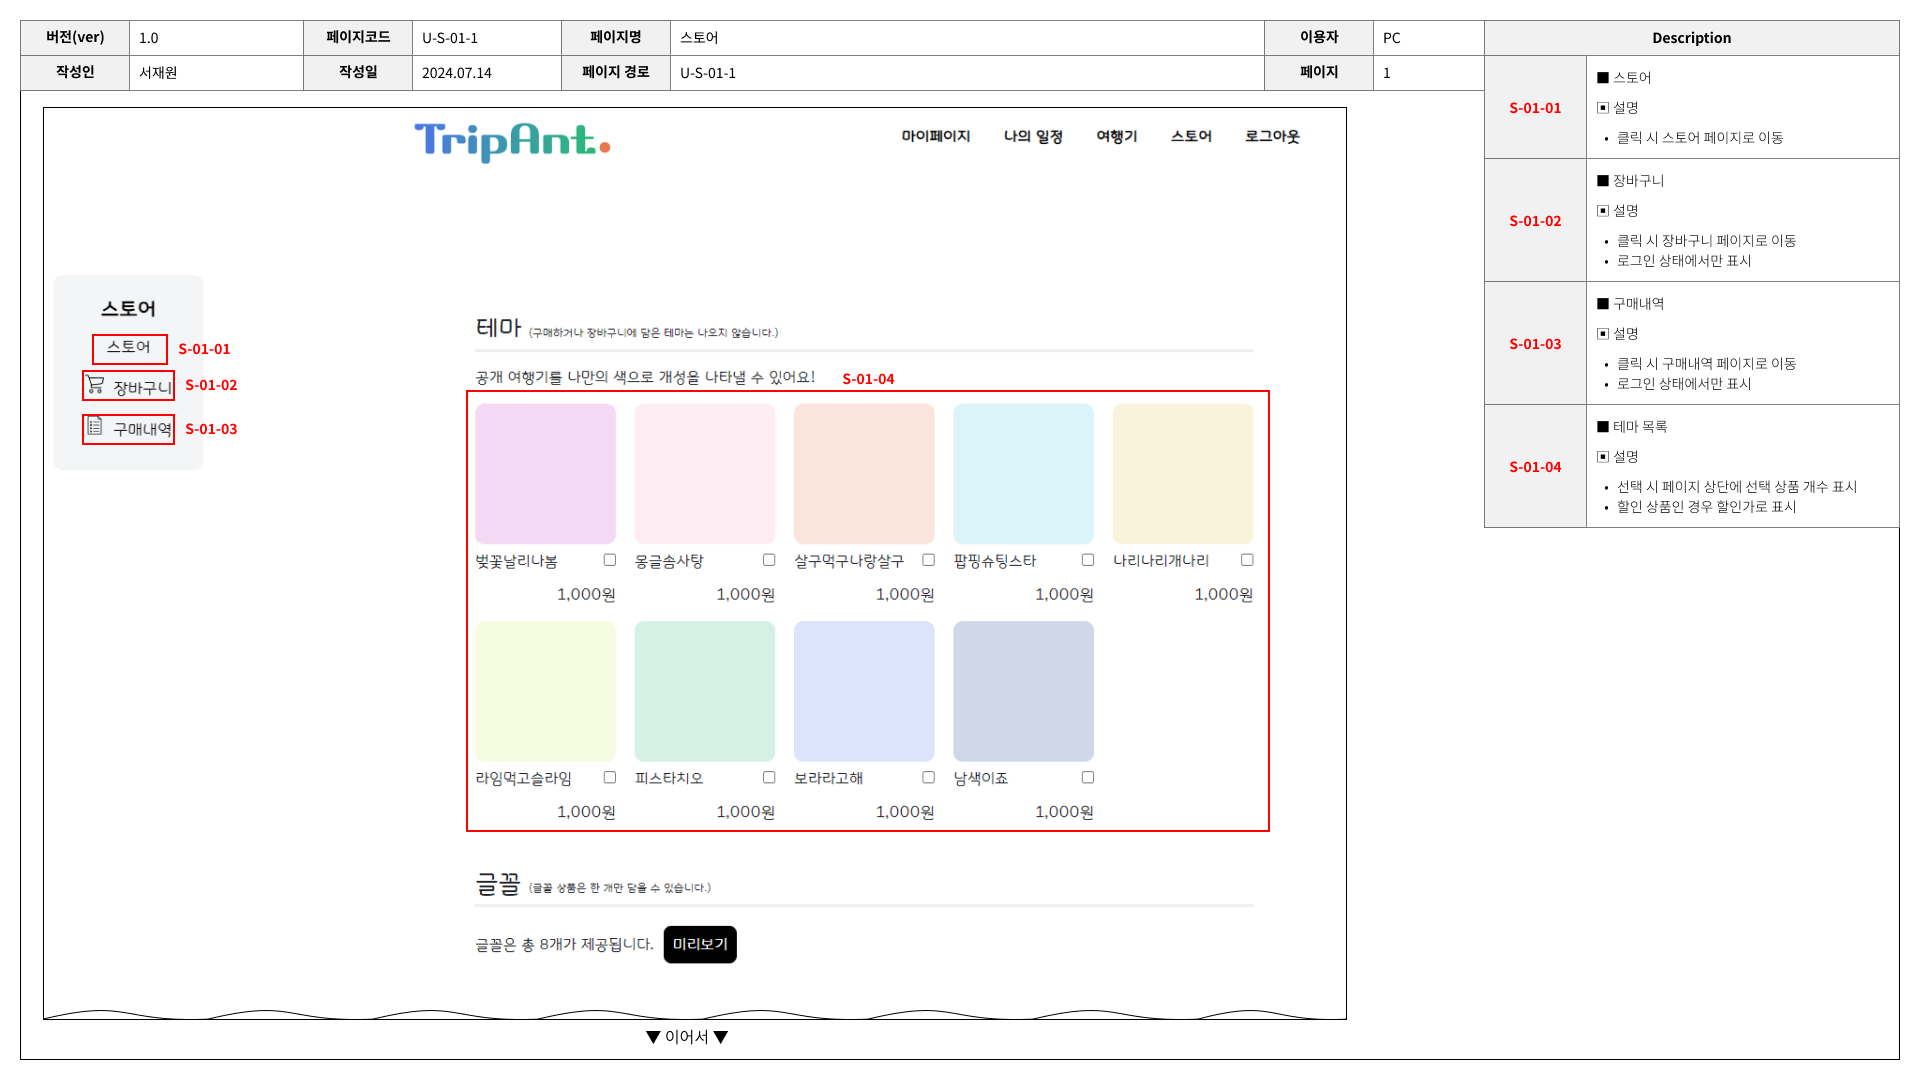 버전(ver) 1.0 페이지코드 U-S-01-1 페이지명 스토어 이용자 PC
작성인 서재원 작성일 2024.07.14 페이지 경로 U-S-01-1 페이지 1
TripAnt.
마이페이지 나의 일정 여행기 스토어 로그아웃
스토어
스토어 S-01-01
장바구니 S-01-02
구매내역 S-01-03
테마 (구매하거나 장바구니에 담은 테마는 나오지 않습니다.)
공개 여행기를 나만의 색으로 개성을 나타낼 수 있어요! S-01-04
벚꽃날리나봄 몽글솜사탕 살구먹구나랑살구 팝핑슈팅스타 나리나리개나리
1,000원 1,000원 1,000원 1,000원 1,000원
라임먹고슬라임 피스타치오 보라라고해 남색이죠
1,000원 1,000원 1,000원 1,000원
글꼴 (글꼴 상품은 한 개만 담을 수 있습니다.)
글꼴은 총 8개가 제공됩니다. 미리보기
▼ 이어서 ▼
Description
S-01-01
■ 스토어
▣ 설명
• 클릭 시 스토어 페이지로 이동
S-01-02
■ 장바구니
▣ 설명
• 클릭 시 장바구니 페이지로 이동
• 로그인 상태에서만 표시
S-01-03
■ 구매내역
▣ 설명
• 클릭 시 구매내역 페이지로 이동
• 로그인 상태에서만 표시
S-01-04
■ 테마 목록
▣ 설명
• 선택 시 페이지 상단에 선택 상품 개수 표시
• 할인 상품인 경우 할인가로 표시